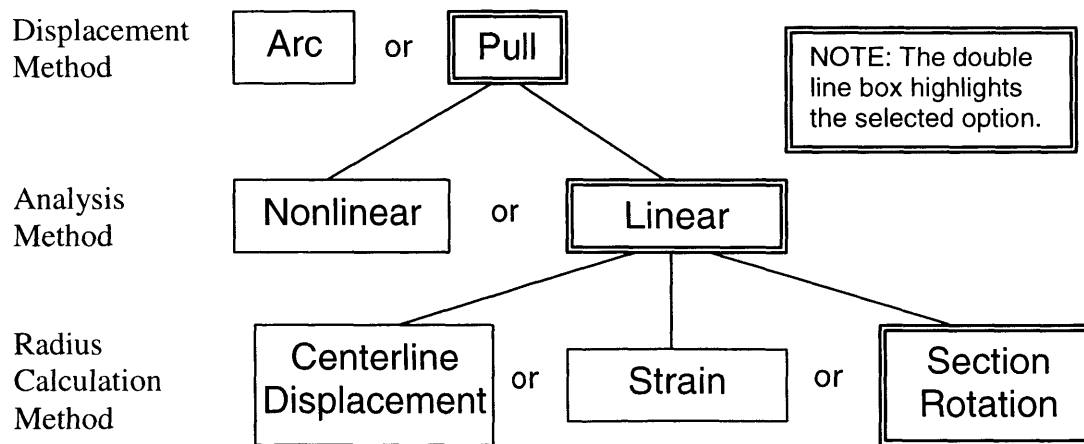 Displacement
Method
Arc or Pull
NOTE: The double
line box highlights
the selected option.
Analysis
Method
Nonlinear or Linear
Radius
Calculation
Method
Centerline
Displacement
or
Strain
or
Section
Rotation